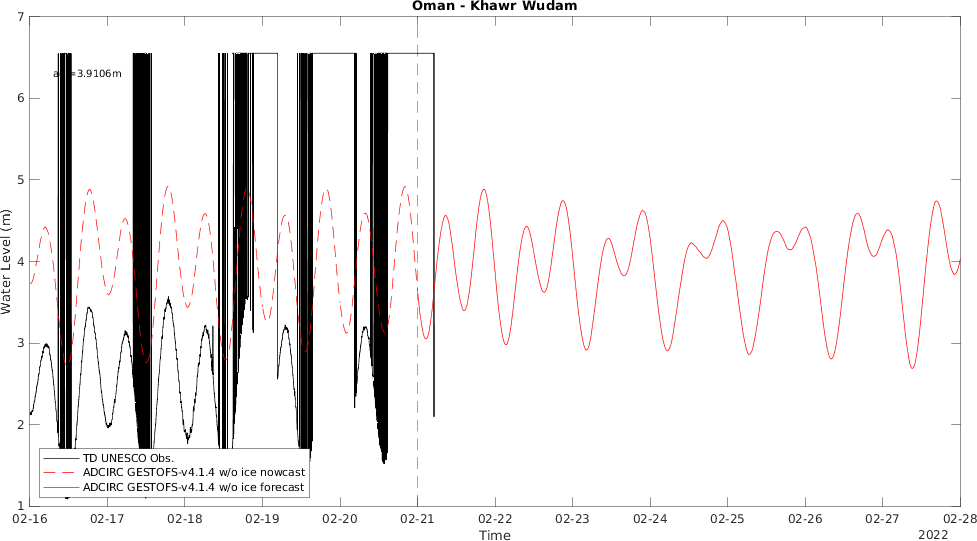 Oman - Khawr Wudam
7
=3.9106m
6
5
4
3
2
1
Water Level (m)
TD UNESCO Obs.
ADCIRC GESTOFS-v4.1.4 w/o ice nowcast
ADCIRC GESTOFS-v4.1.4 w/o ice forecast
02-16 02-17 02-18 02-19 02-20 02-21 02-22 02-23 02-24 02-25 02-26 02-27 02-28
Time
2022